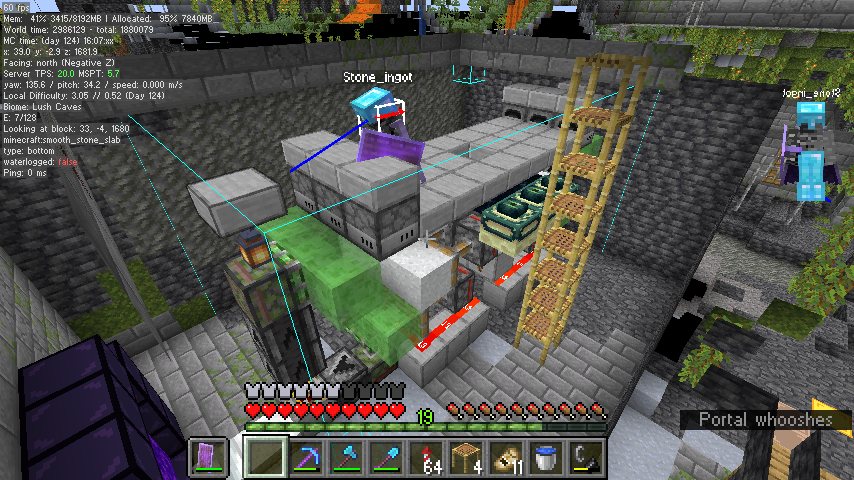 60 fps
Mem: 41% 3415/8192MB | Allocated: 95% 7840MB
World time: 2986129 - total: 1880079
MC time: (day 124) 16:07:xx
x: 39.0 y: -2.9 z: 1681.9
Facing: north (Negative Z)
Server TPS: 20.0 MSPT: 5.7
yaw: 135.6 / pitch: 34.2 / speed: 0.000 m/s
Local Difficulty: 3.05 // 0.52 (Day 124)
Biome: Lush Caves
E: 7/128
Looking at block: 33, -4, 1680
minecraft:smooth_stone_slab
type: bottom
waterlogged: false
Ping: 0 ms
Stone_ingot
Stone_ingot
Portal whooshes
19
64
4
11